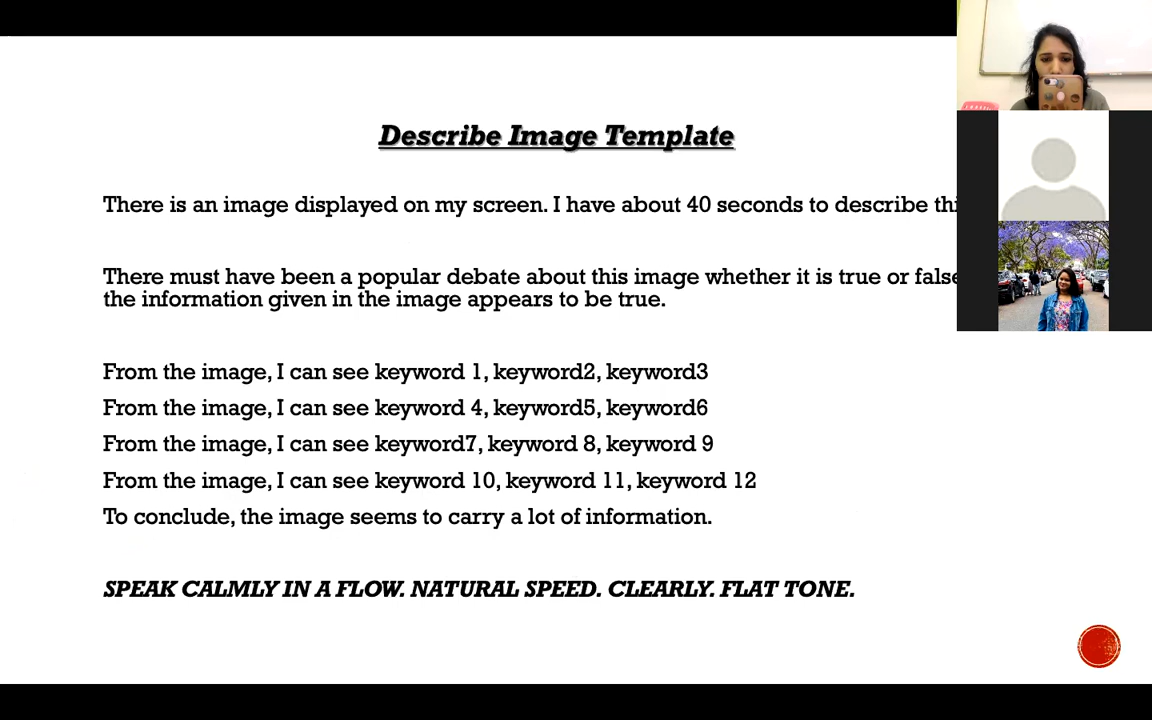 Describe Image Template
There is an image displayed on my screen. I have about 40 seconds to describe
There must have been a popular debate about this image whether it is true or false
the information given in the image appears to be true.
From the image, I can see keyword 1, keyword2, keyword3
From the image, I can see keyword 4, keyword5, keyword6
From the image, I can see keyword7, keyword 8, keyword 9
From the image, I can see keyword 10, keyword 11, keyword 12
To conclude, the image seems to carry a lot of information.
SPEAK CALMLY IN A FLOW. NATURAL SPEED. CLEARLY. FLAT TONE.